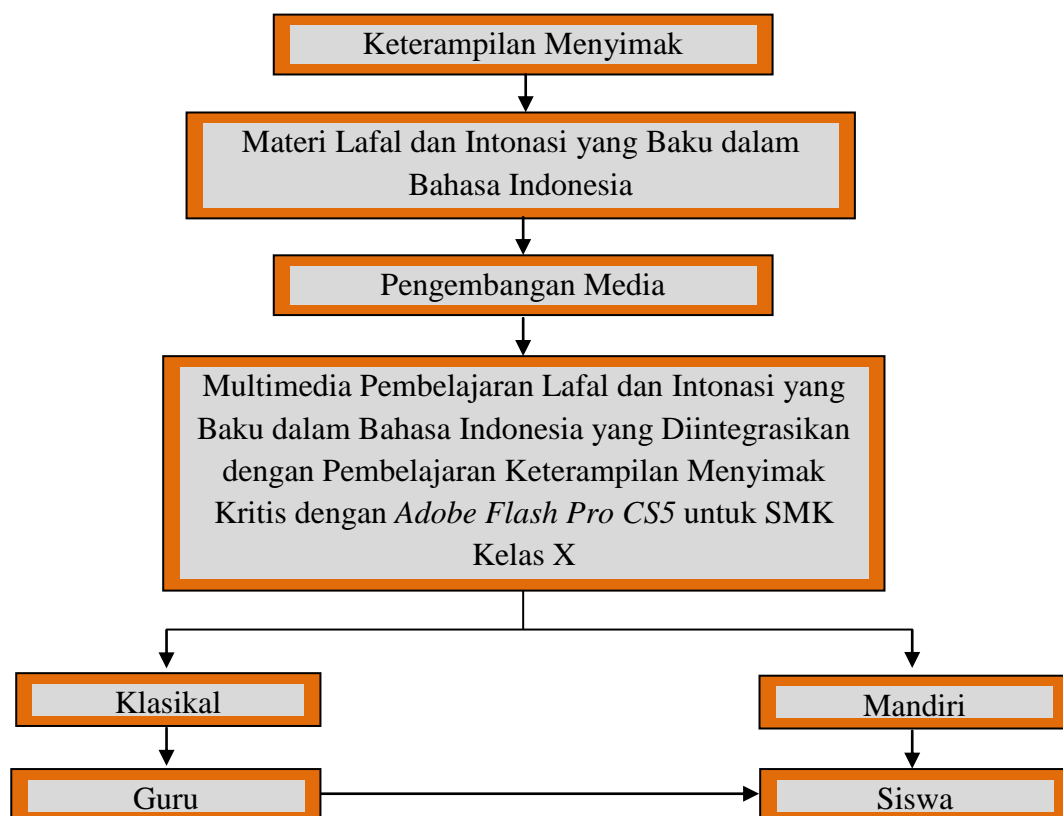 Keterampilan Menyimak
Materi Lafal dan Intonasi yang Baku dalam
Bahasa Indonesia
Pengembangan Media
Multimedia Pembelajaran Lafal dan Intonasi yang
Baku dalam Bahasa Indonesia yang Diintegrasikan
dengan Pembelajaran Keterampilan Menyimak
Kritis dengan Adobe Flash Pro CS5 untuk SMK
Kelas X
Klasikal
Mandiri
Guru
Siswa